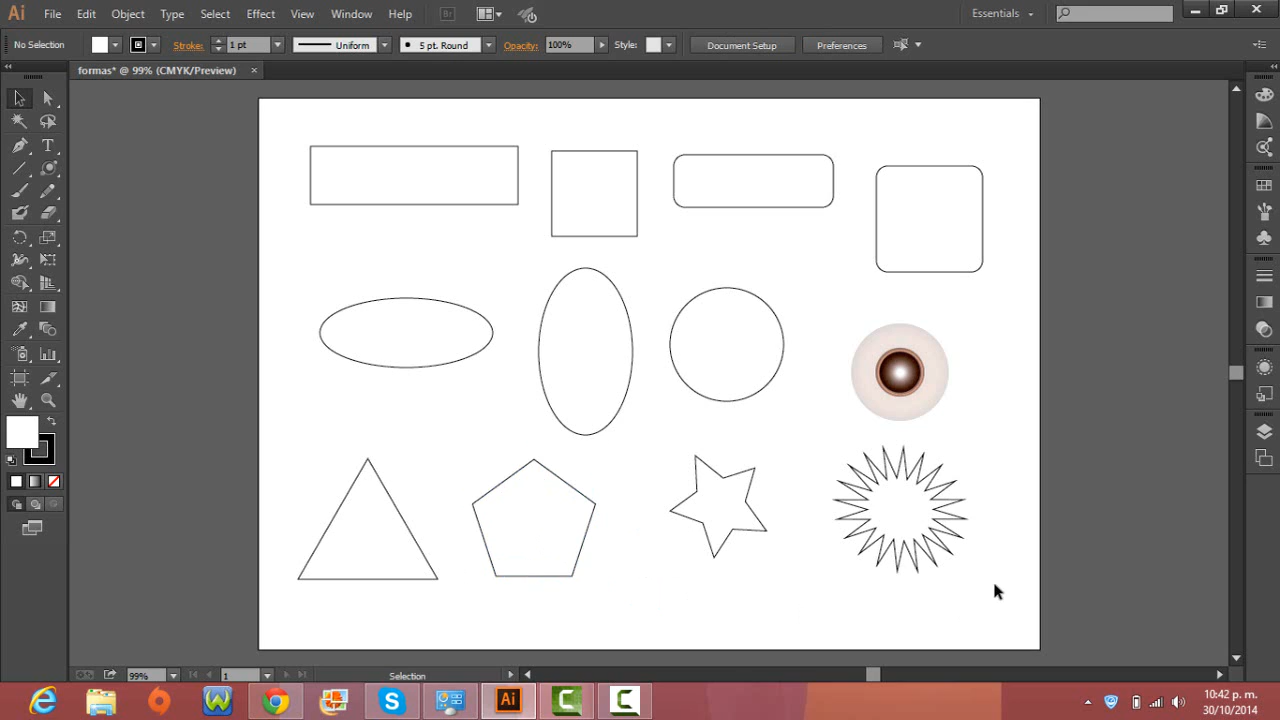 Ai File Edit Object Type Select Effect View Window Help Br Essentials
No Selection Stroke: 1 pt Uniform 5 pt. Round Opacity: 100% Style: Document Setup Preferences
formas* @ 99% (CMYK/Preview) ×
T
99% 1 Selection
Ai
10:42 p. m.
30/10/2014